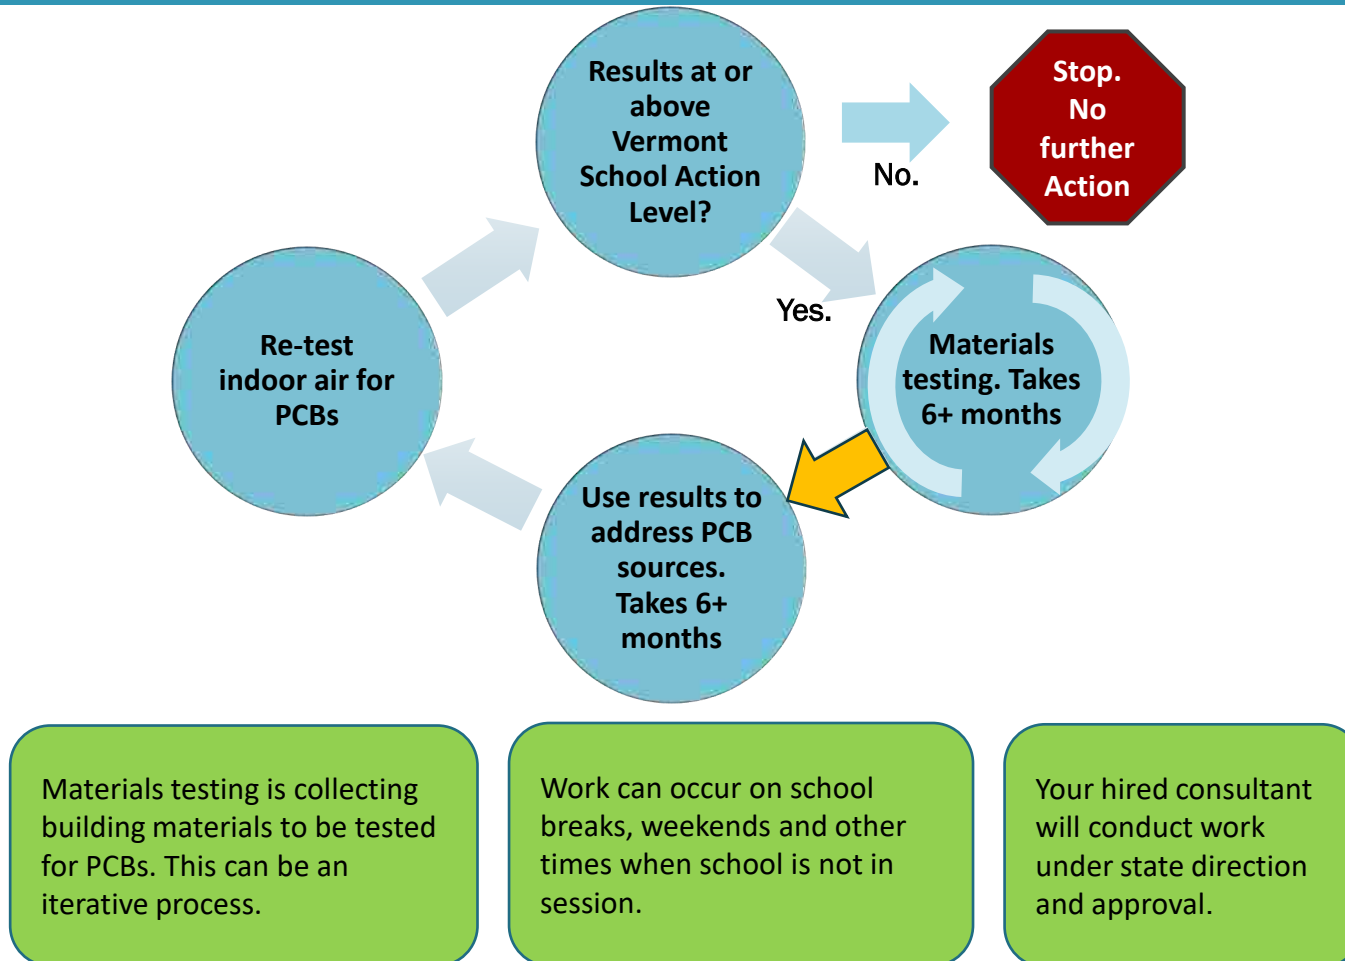 Results at or
above
Vermont
School Action
Level?
No.
Stop.
No
further
Action
Yes.
Materials
testing. Takes
6+ months
Use results to
address PCB
sources.
Takes 6+
months
Re-test
indoor air for
PCBs
Materials testing is collecting
building materials to be tested
for PCBs. This can be an
iterative process.
Work can occur on school
breaks, weekends and other
times when school is not in
session.
Your hired consultant
will conduct work
under state direction
and approval.